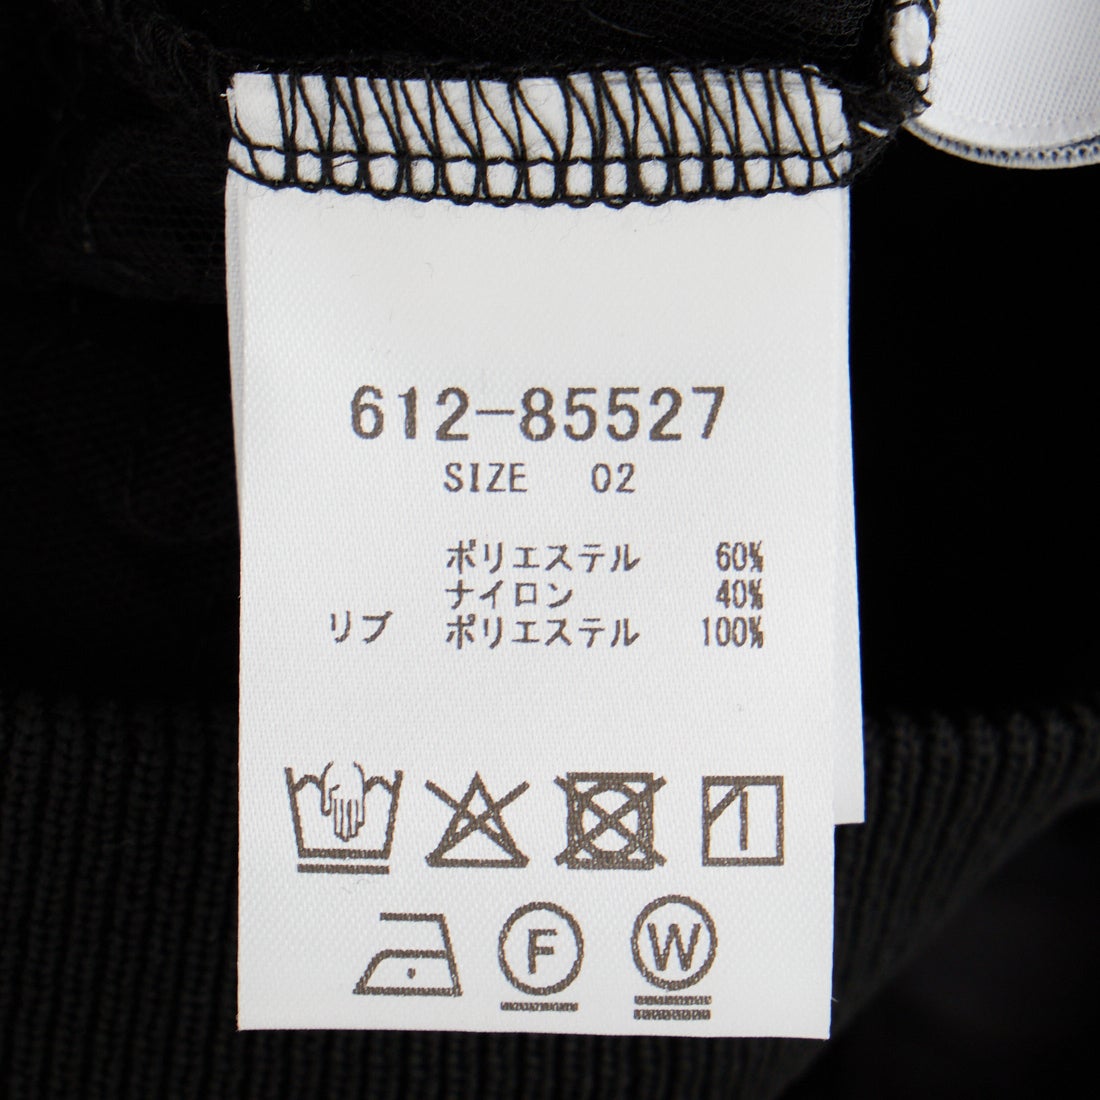 612-85527
SIZE 02
ポリエステル 60%
ナイロン 40%
リブ ポリエステル 100%
F W